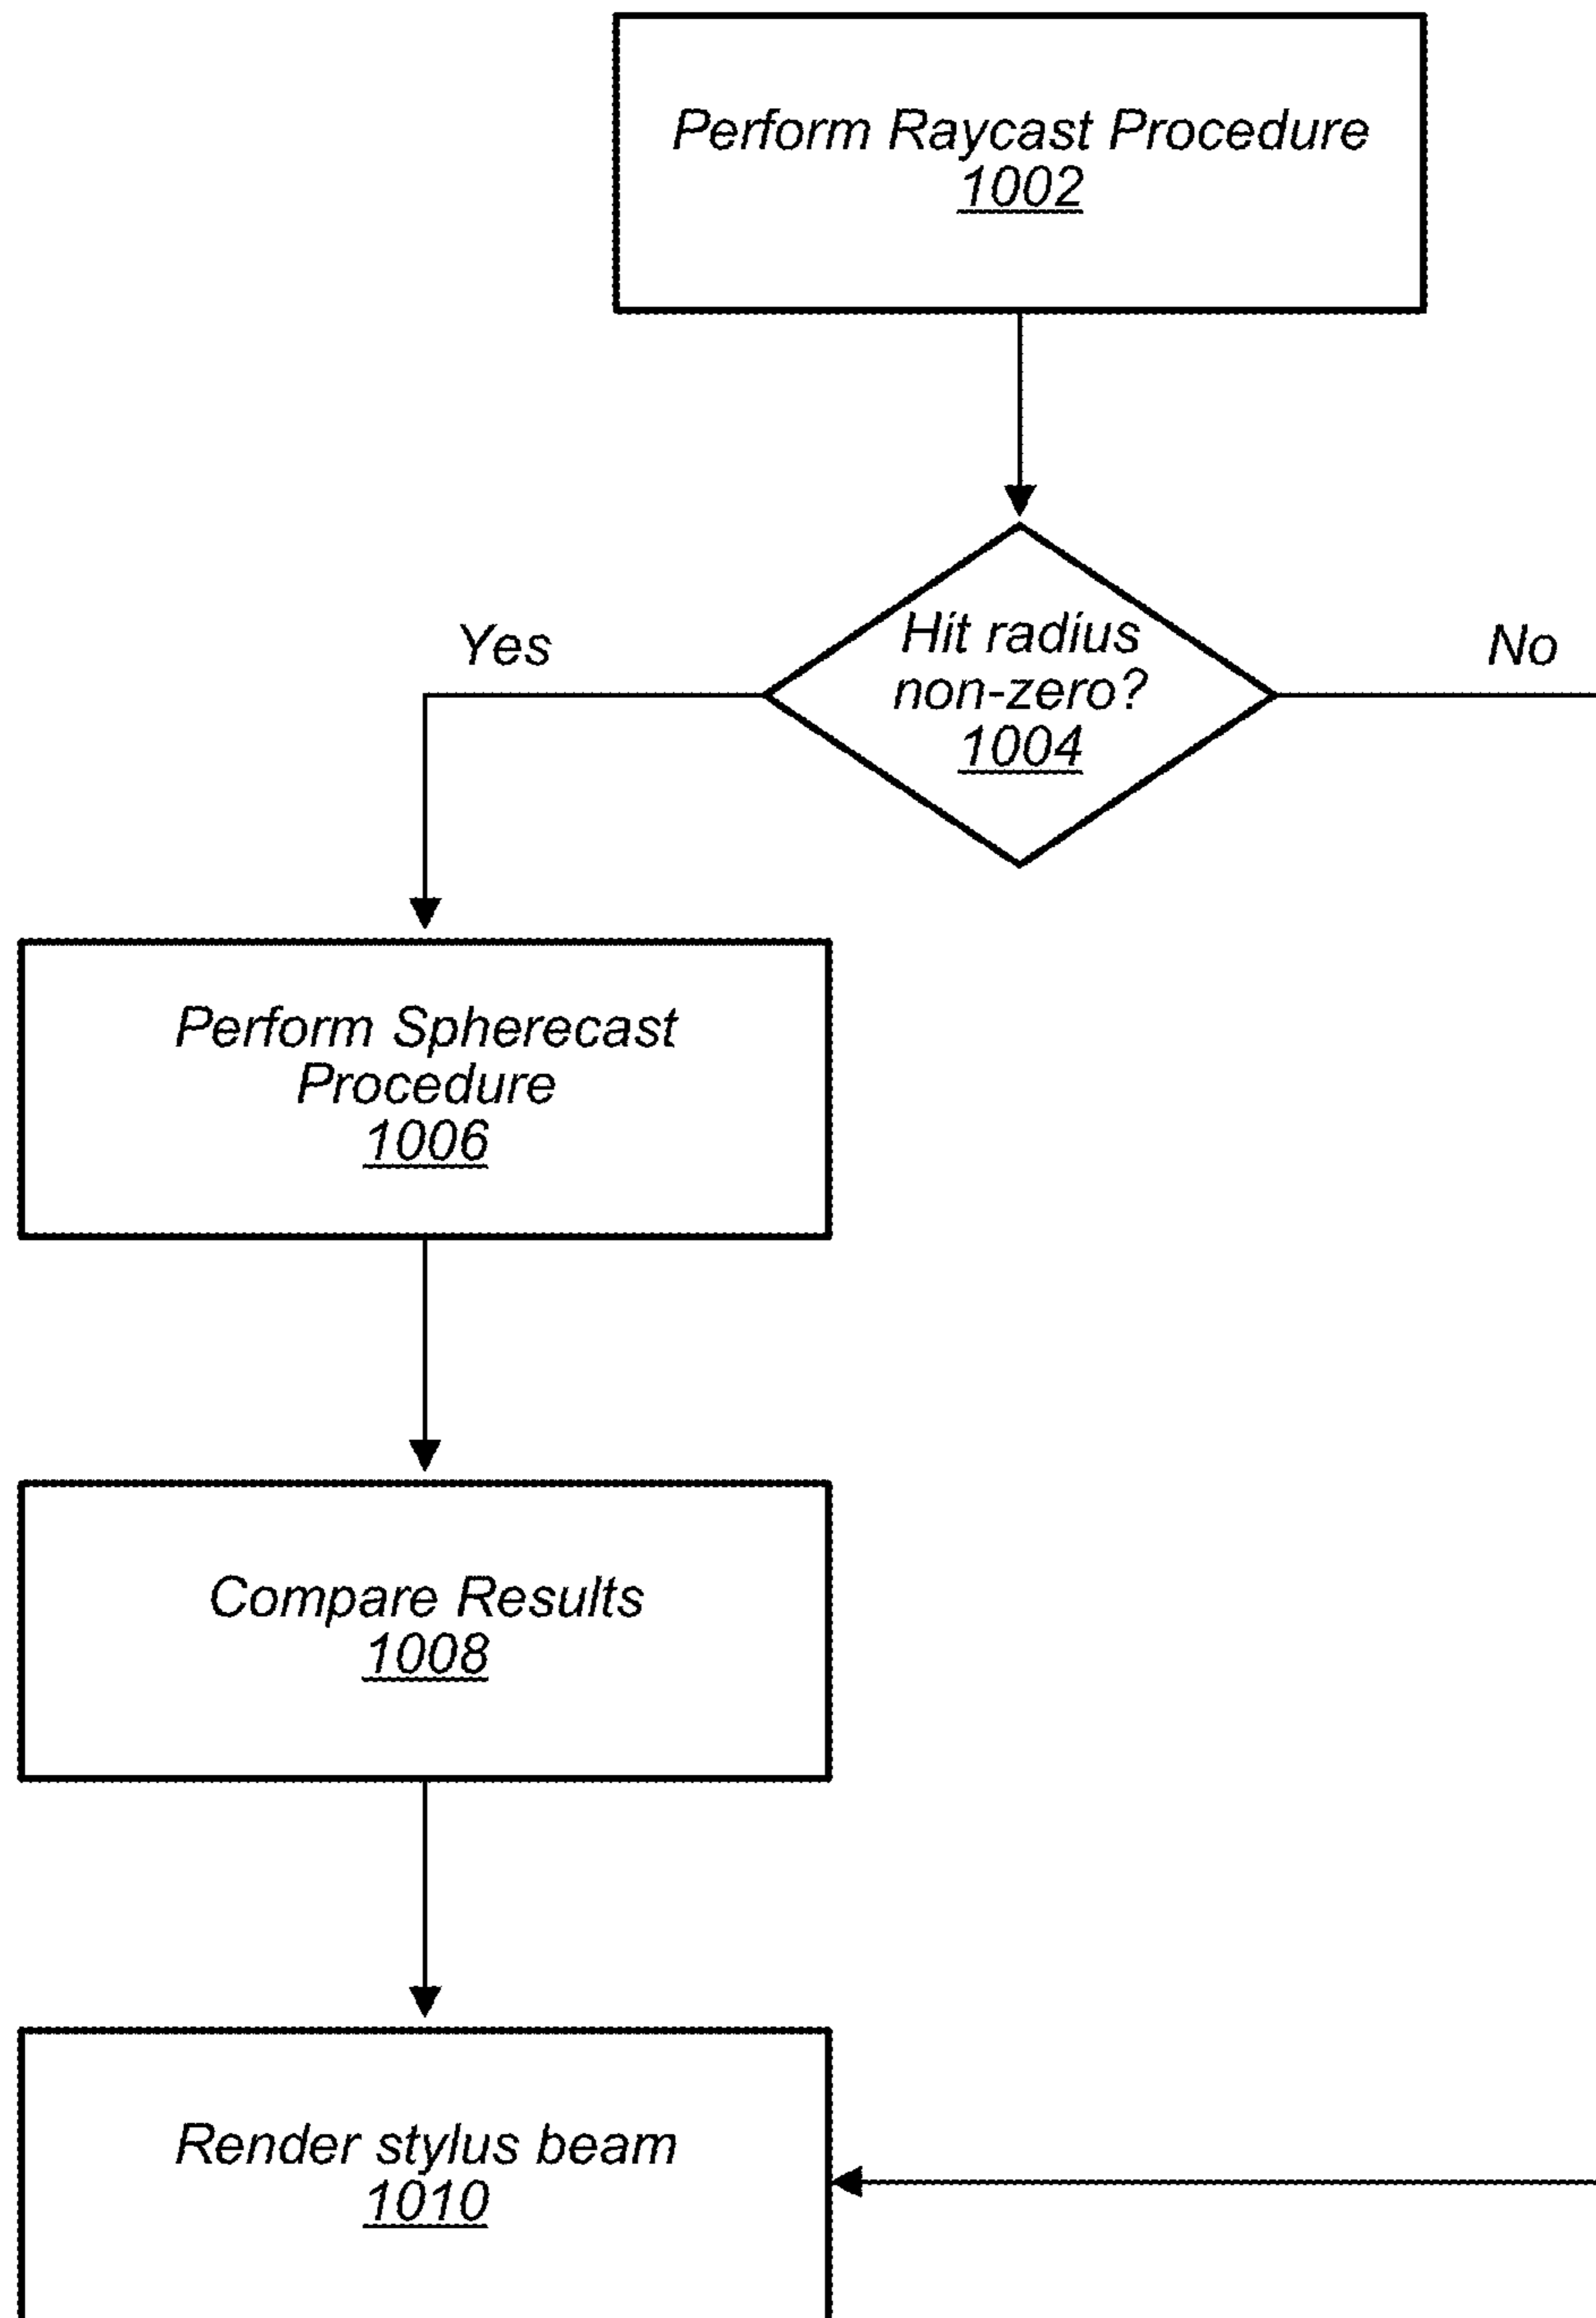 Perform Raycast Procedure
1002
Hit radius
non-zero?
1004
Yes
No
Perform Spherecast
Procedure
1006
Compare Results
1008
Render stylus beam
1010